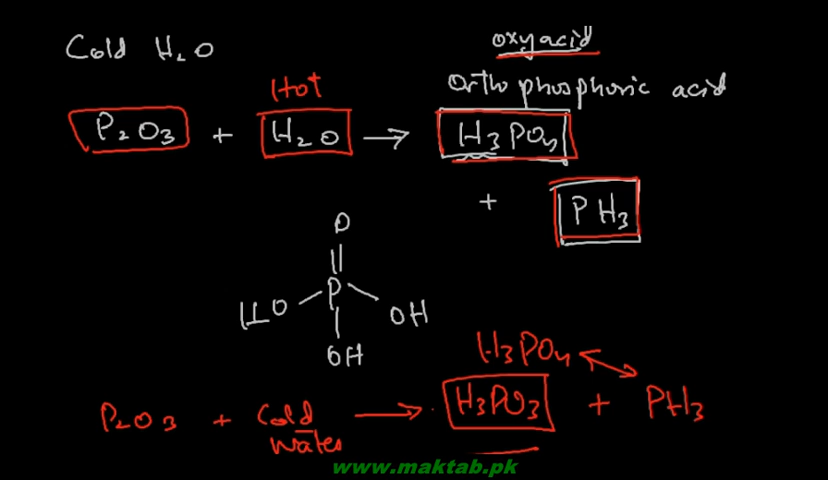 Cold H₂O
oxyacid
Hot
Ortho phosphoric acid
P₂O₃ + H₂O → H₃PO₄
+ PH₃
O
P
HO OH
OH
H₃PO₄
P₂O₃ + Cold → H₃PO₃ + PH₃
water
www.maktab.pk